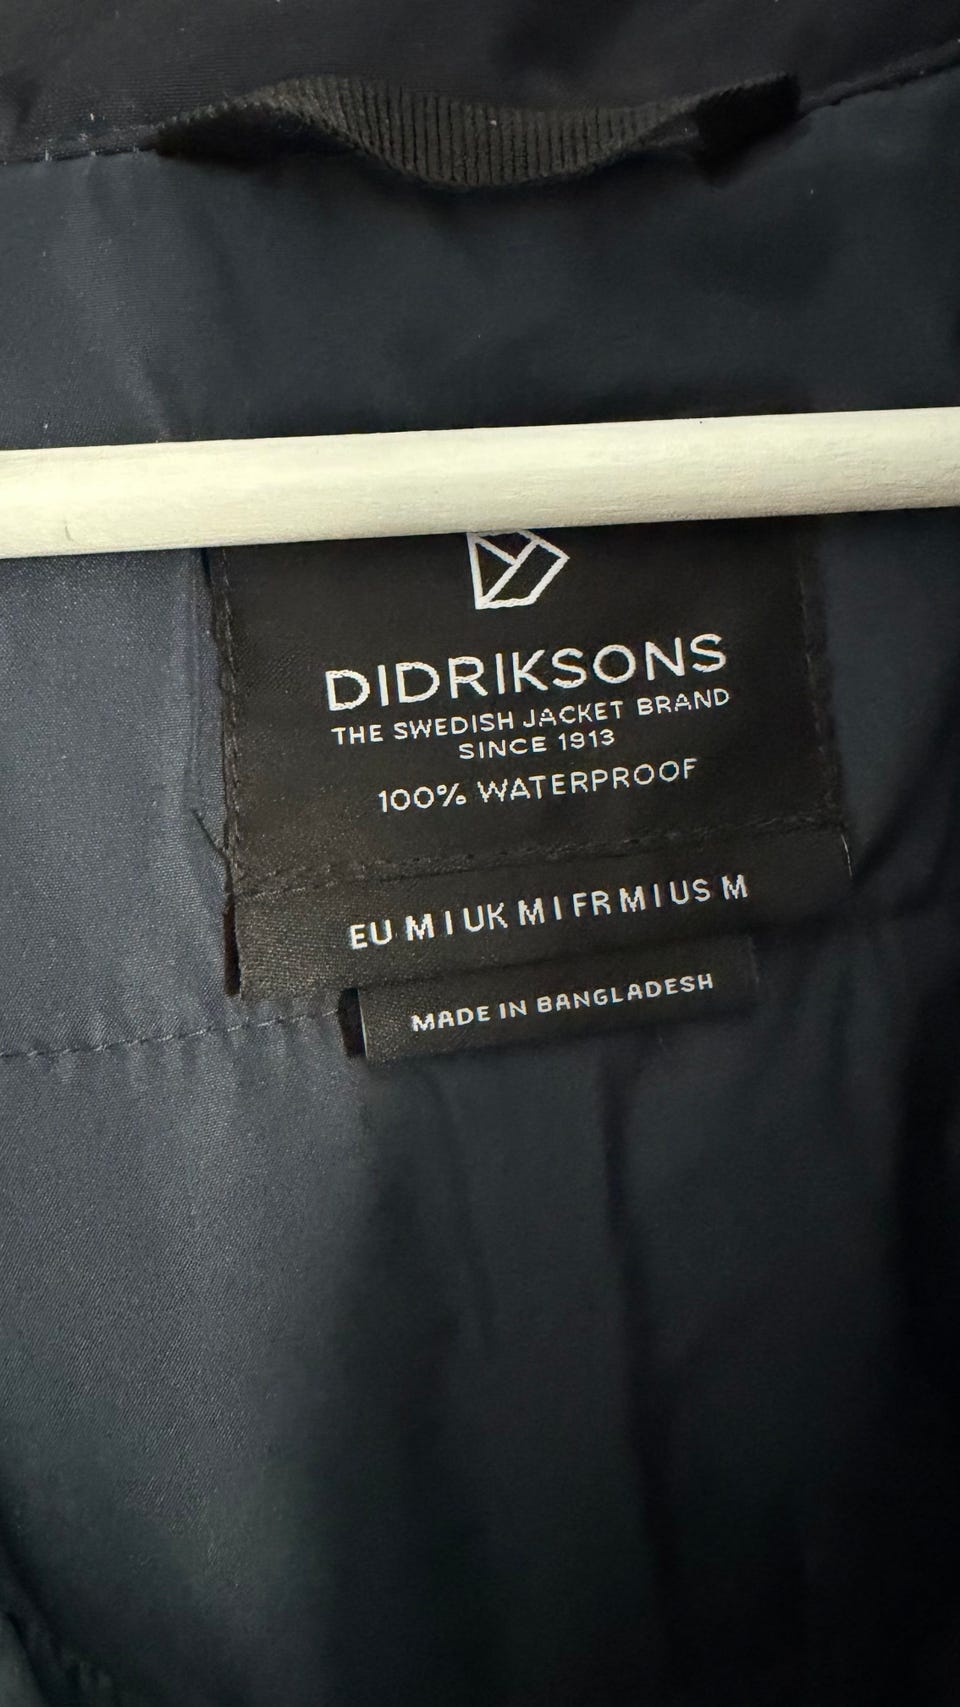 DIDRIKSONS
THE SWEDISH JACKET BRAND
SINCE 1913
100% WATERPROOF
EU M | UK M | FR M | US M
MADE IN BANGLADESH